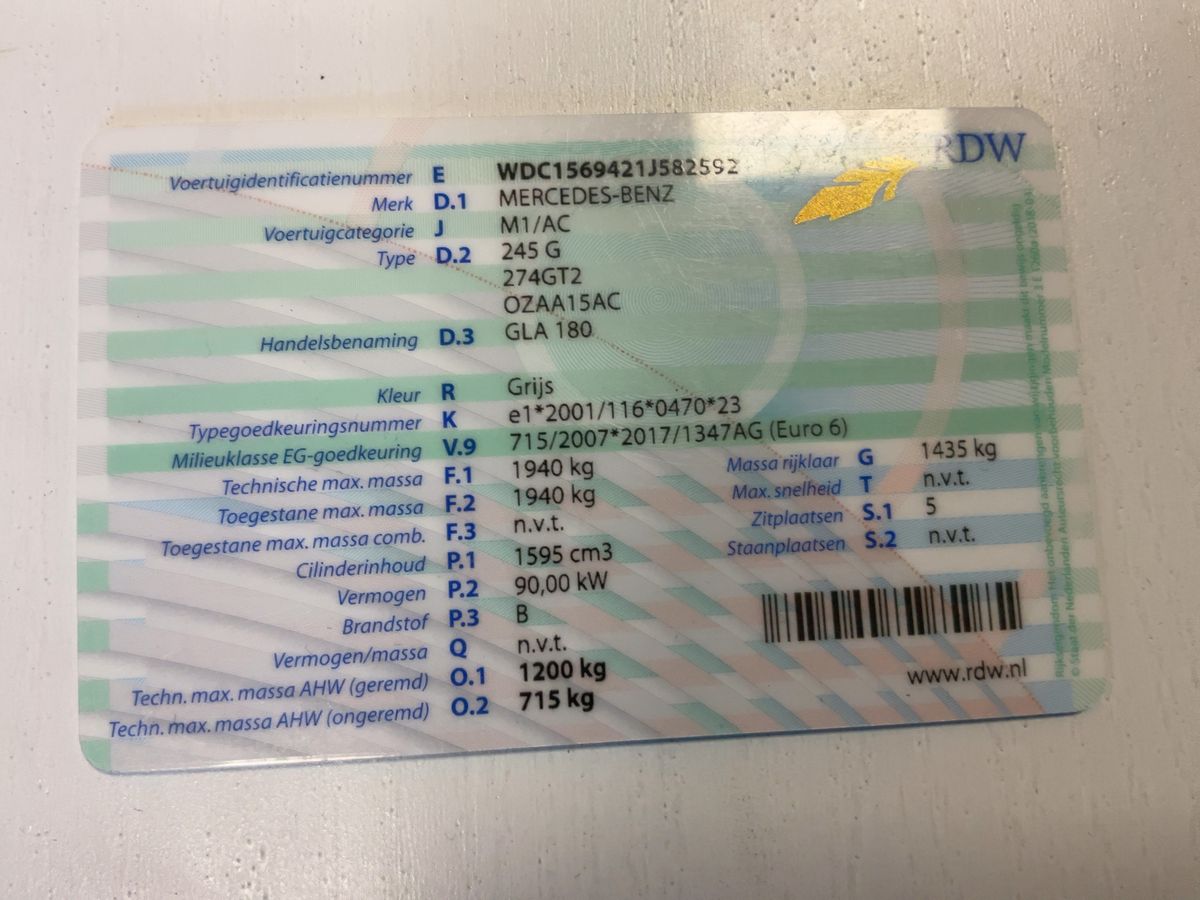 RDW
Voertuigidentificatienummer E WDC1569421J582592
Merk D.1 MERCEDES-BENZ
Voertuigcategorie J M1/AC
Type D.2 245 G
274GT2
OZAA15AC
Handelsbenaming D.3 GLA 180
Kleur R Grijs
Typegoedkeuringsnummer K e1*2001/116*0470*23
Milieuklasse EG-goedkeuring V.9 715/2007*2017/1347AG (Euro 6)
Technische max. massa F.1 1940 kg Massa rijklaar G 1435 kg
Toegestane max. massa F.2 1940 kg Max. snelheid T n.v.t.
Toegestane max. massa comb. F.3 n.v.t. Zitplaatsen S.1 5
Cilinderinhoud P.1 1595 cm3 Staanplaatsen S.2 n.v.t.
Vermogen P.2 90,00 kW
Brandstof P.3 B
Vermogen/massa Q n.v.t.
Techn. max. massa AHW (geremd) O.1 1200 kg
Techn. max. massa AHW (ongeremd) O.2 715 kg
www.rdw.nl
© Staat der Nederlanden Auteursrecht voorbehouden